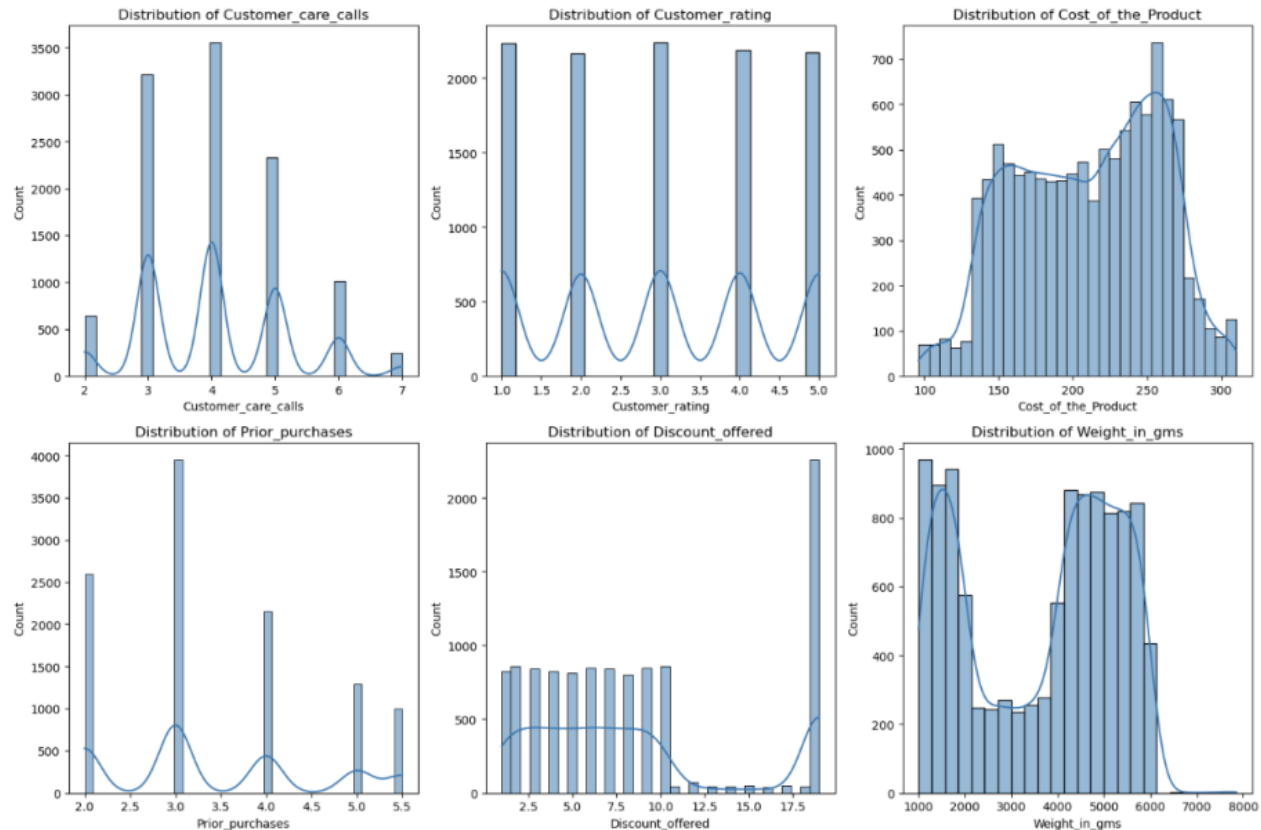 Distribution of Customer_care_calls
Count
3500
3000
2500
2000
1500
1000
500
0
2 3 4 5 6 7
Customer_care_calls
Distribution of Customer_rating
Count
2000
1500
1000
500
0
1.0 1.5 2.0 2.5 3.0 3.5 4.0 4.5 5.0
Customer_rating
Distribution of Cost_of_the_Product
Count
700
600
500
400
300
200
100
0
100 150 200 250 300
Cost_of_the_Product
Distribution of Prior_purchases
Count
4000
3500
3000
2500
2000
1500
1000
500
0
2.0 2.5 3.0 3.5 4.0 4.5 5.0 5.5
Prior_purchases
Distribution of Discount_offered
Count
2000
1500
1000
500
0
2.5 5.0 7.5 10.0 12.5 15.0 17.5
Discount_offered
Distribution of Weight_in_gms
Count
1000
800
600
400
200
0
1000 2000 3000 4000 5000 6000 7000 8000
Weight_in_gms